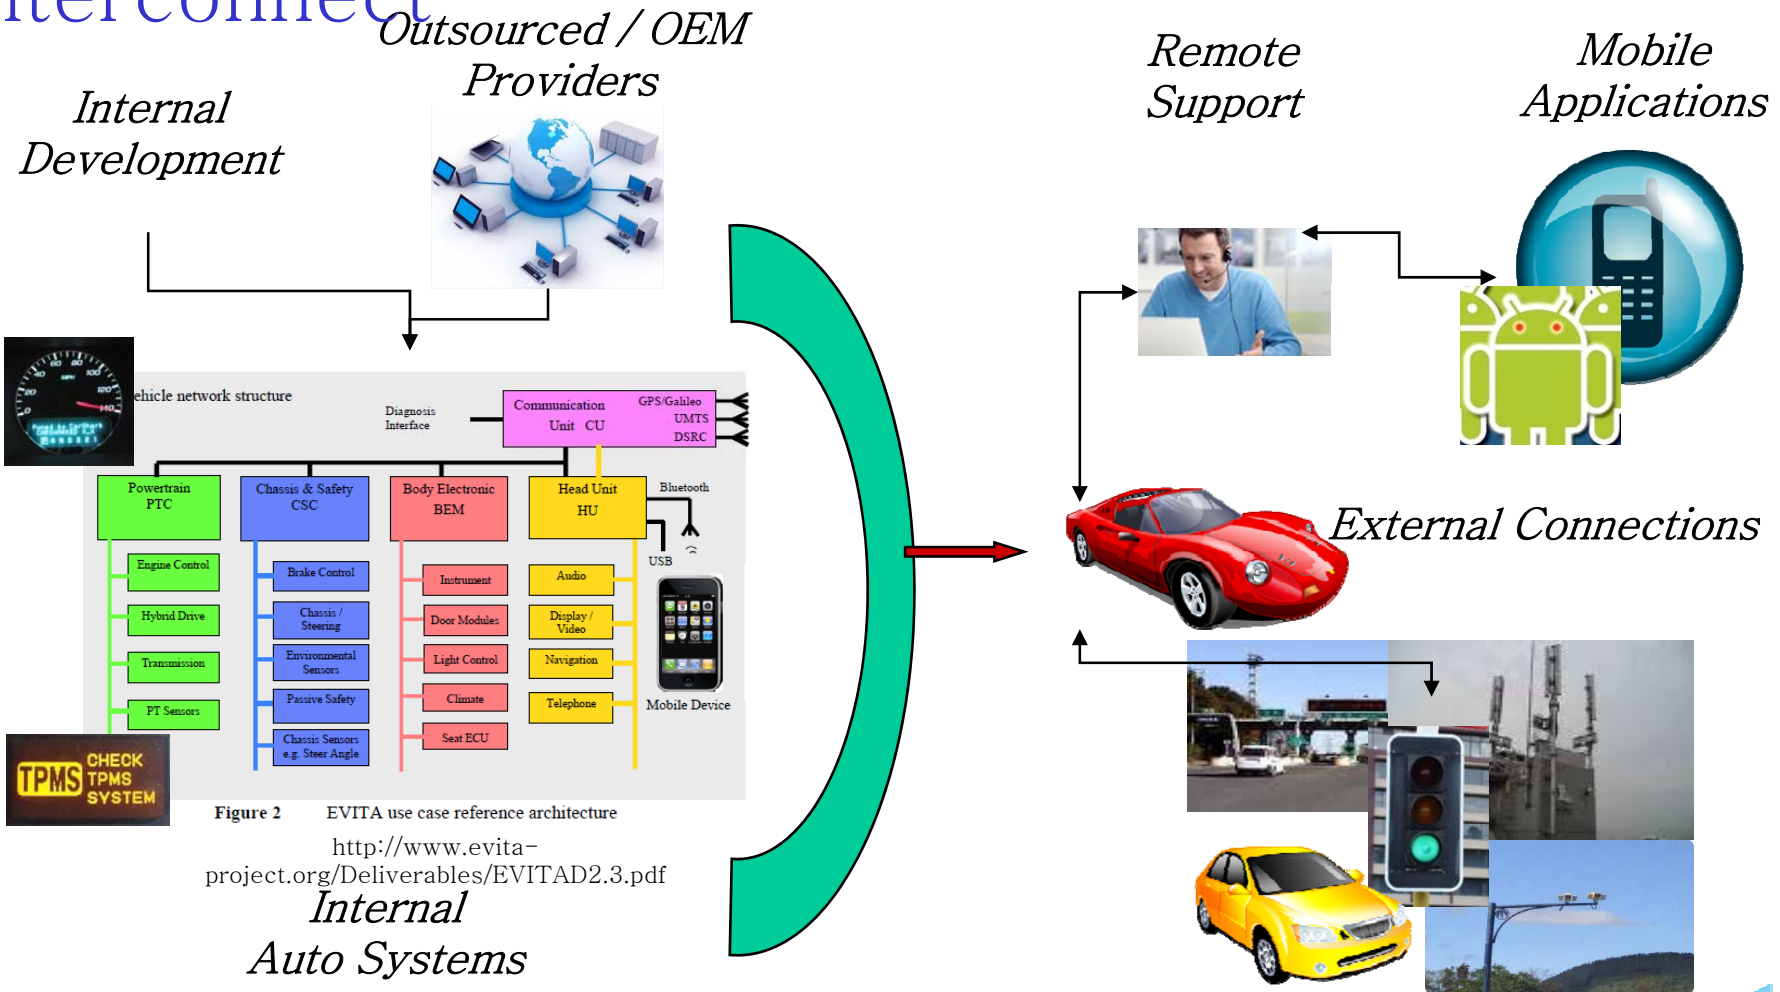 terconnect
Outsourced / OEM
Providers
Internal
Development
Remote
Support
Mobile
Applications
ehicle network structure
Diagnosis
Interface
Communication
Unit CU
GPS/Galileo
UMTS
DSRC
Powertrain
PTC
Chassis & Safety
CSC
Body Electronic
BEM
Head Unit
HU
Bluetooth
USB
Engine Control
Hybrid Drive
Transmission
PT Sensors
Brake Control
Chassis /
Steering
Environmental
Sensors
Passive Safety
Chassis Sensors
e.g. Steer Angle
Instrument
Door Modules
Light Control
Climate
Seat ECU
Audio
Display /
Video
Navigation
Telephone
Mobile Device
TPMS
CHECK
TPMS
SYSTEM
Figure 2 EVITA use case reference architecture
http://www.evita-
project.org/Deliverables/EVITAD2.3.pdf
Internal
Auto Systems
External Connections